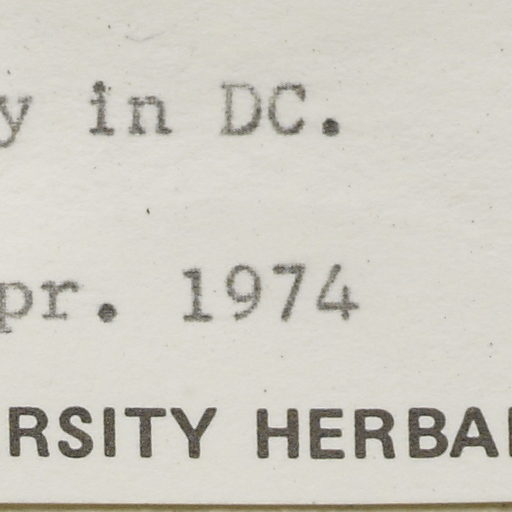 y in DC.
pr. 1974
RSITY HERBA